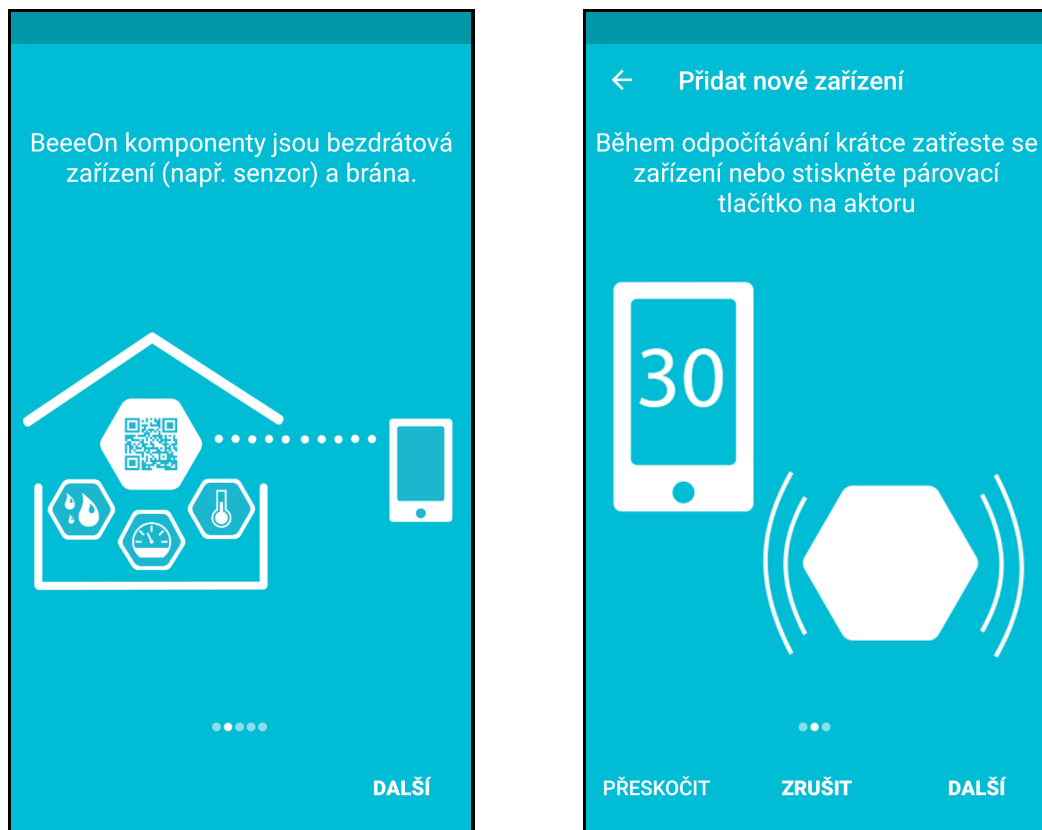 BeeeOn komponenty jsou bezdrátová
zařízení (např. senzor) a brána.
DALŠÍ
Přidat nové zařízení
Během odpočítávání krátce zatřeste se
zařízení nebo stiskněte párovací
tlačítko na aktoru
30
PŘESKOČIT
ZRUŠIT
DALŠÍ